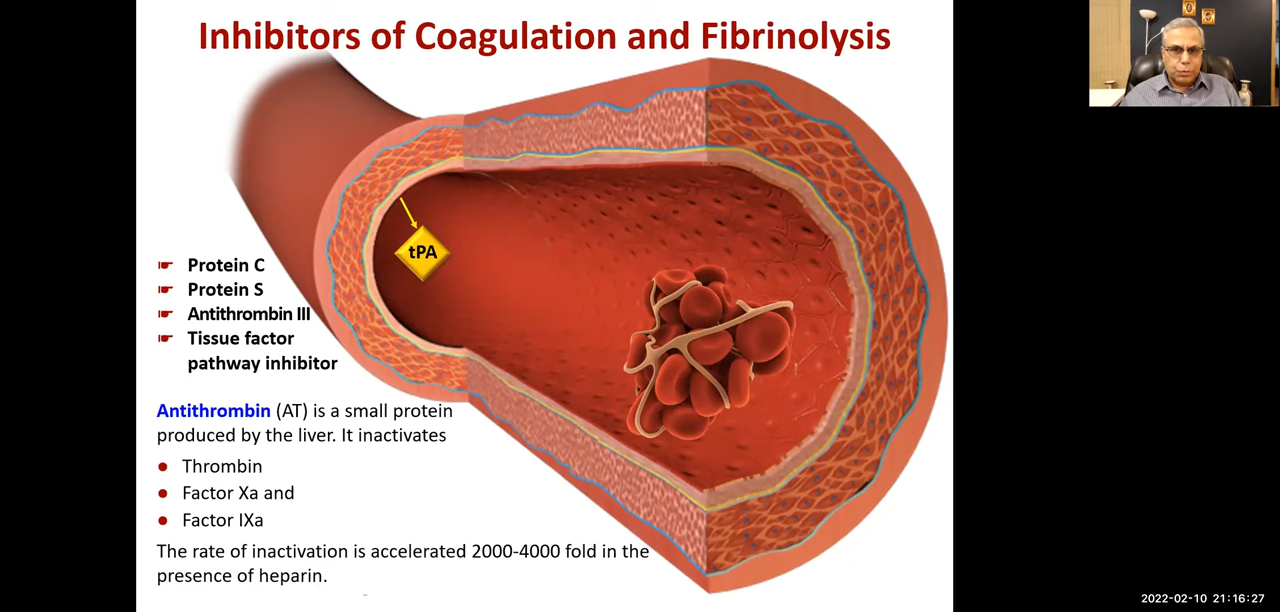 Inhibitors of Coagulation and Fibrinolysis
tPA
Protein C
Protein S
Antithrombin III
Tissue factor
pathway inhibitor
Antithrombin (AT) is a small protein
produced by the liver. It inactivates
● Thrombin
● Factor Xa and
● Factor IXa
The rate of inactivation is accelerated 2000-4000 fold in the
presence of heparin.
2022-02-10 21:16:27